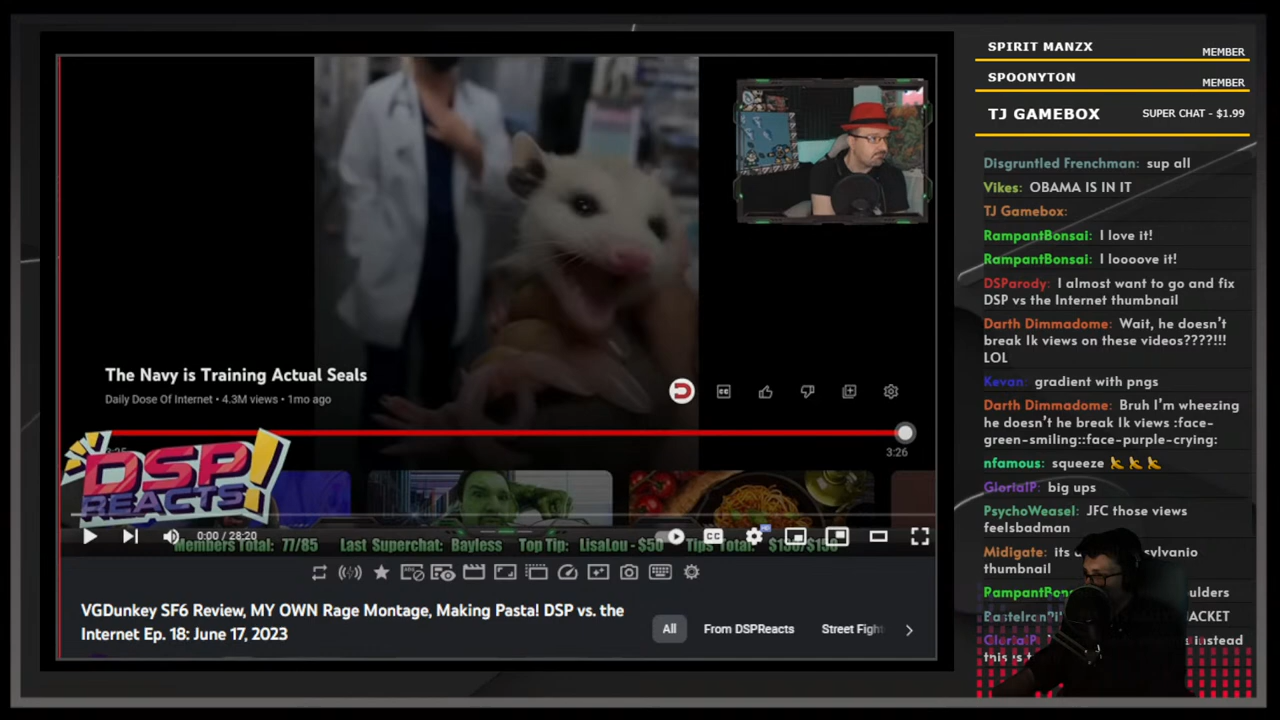 SPIRIT MANZX
MEMBER
SPOONYTON
MEMBER
TJ GAMEBOX
SUPER CHAT - $1.99
Disgruntled Frenchman: sup all
Vikes: OBAMA IS IN IT
TJ Gamebox:
RampantBonsai: I love it!
RampantBonsai: I loooove it!
DSParody: I almost want to go and fix
DSP vs the Internet thumbnail
Darth Dimmadome: Wait, he doesn't
break 1k views on these videos????!!!
LOL
Kevan: gradient with pngs
Darth Dimmadome: Bruh I'm wheezing
he doesn't he break 1k views :face-
green-smiling::face-purple-crying:
nfamous: squeeze 🍌🍌🍌
GlorialP: big ups
PsychoWeasel: JFC those views
feelsbadman
Midigate: its
sylvanio
thumbnail
ulders
JACKET
instead
The Navy is Training Actual Seals
Daily Dose Of Internet • 4.3M views • 1mo ago
3:26
DSP
REACTS!
0:00 / 28:20
Members Total: 77/85 Last Superchat: Bayless Top Tip: LisaLou - $50 Tips Total:
VGDunkey SF6 Review, MY OWN Rage Montage, Making Pasta! DSP vs. the
Internet Ep. 18: June 17, 2023
All
From DSPReacts
Street Fight